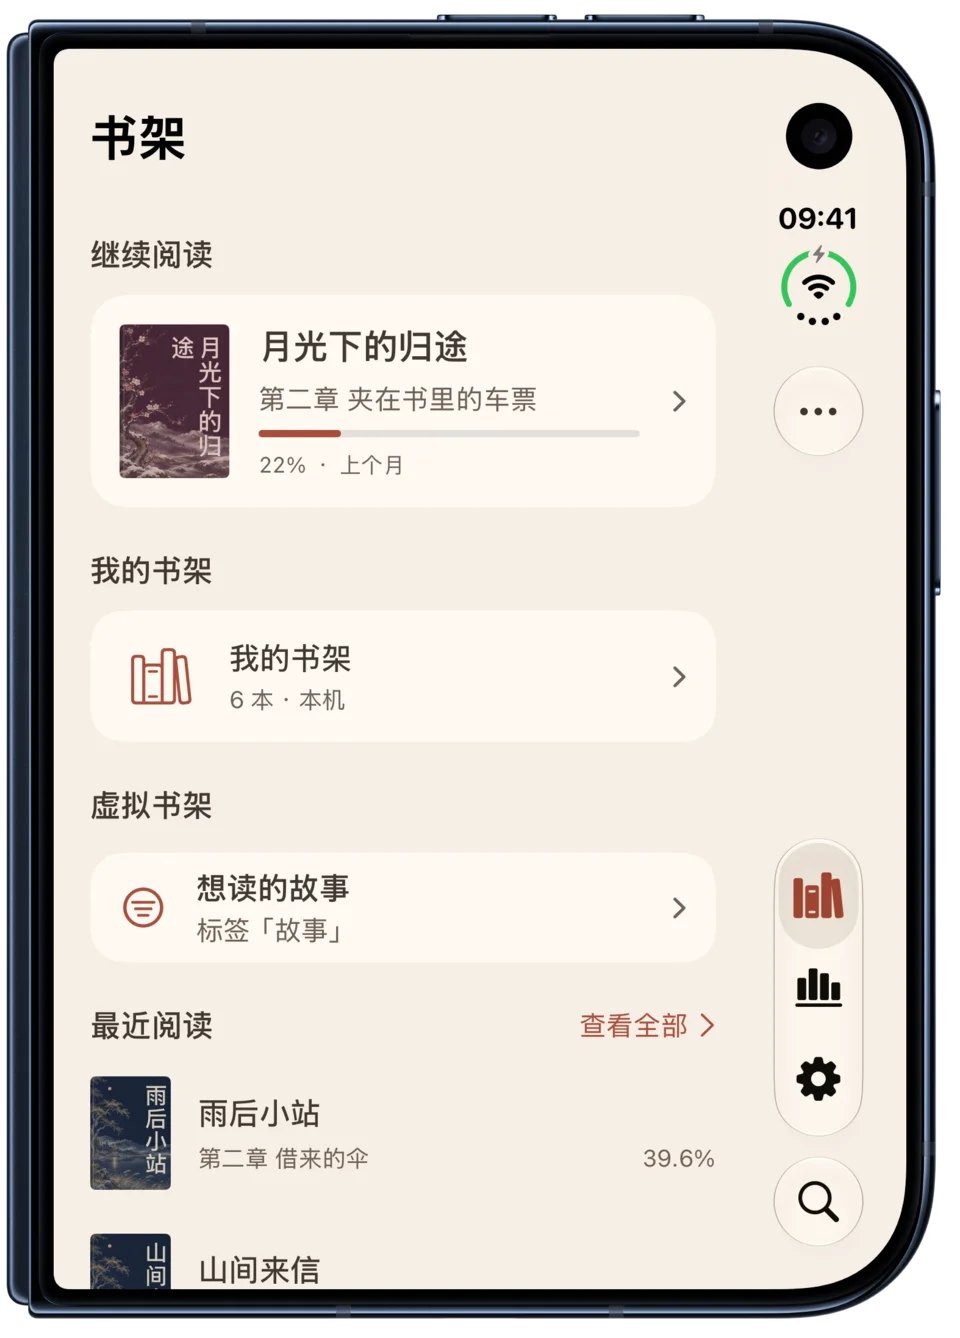 书架
09:41
继续阅读
月光下的归途
月光下的归途
第二章 夹在书里的车票
22% · 上个月
我的书架
我的书架
6 本 · 本机
虚拟书架
想读的故事
标签「故事」
最近阅读
查看全部
雨后小站
雨后小站
第二章 借来的伞
39.6%
山间
山间来信